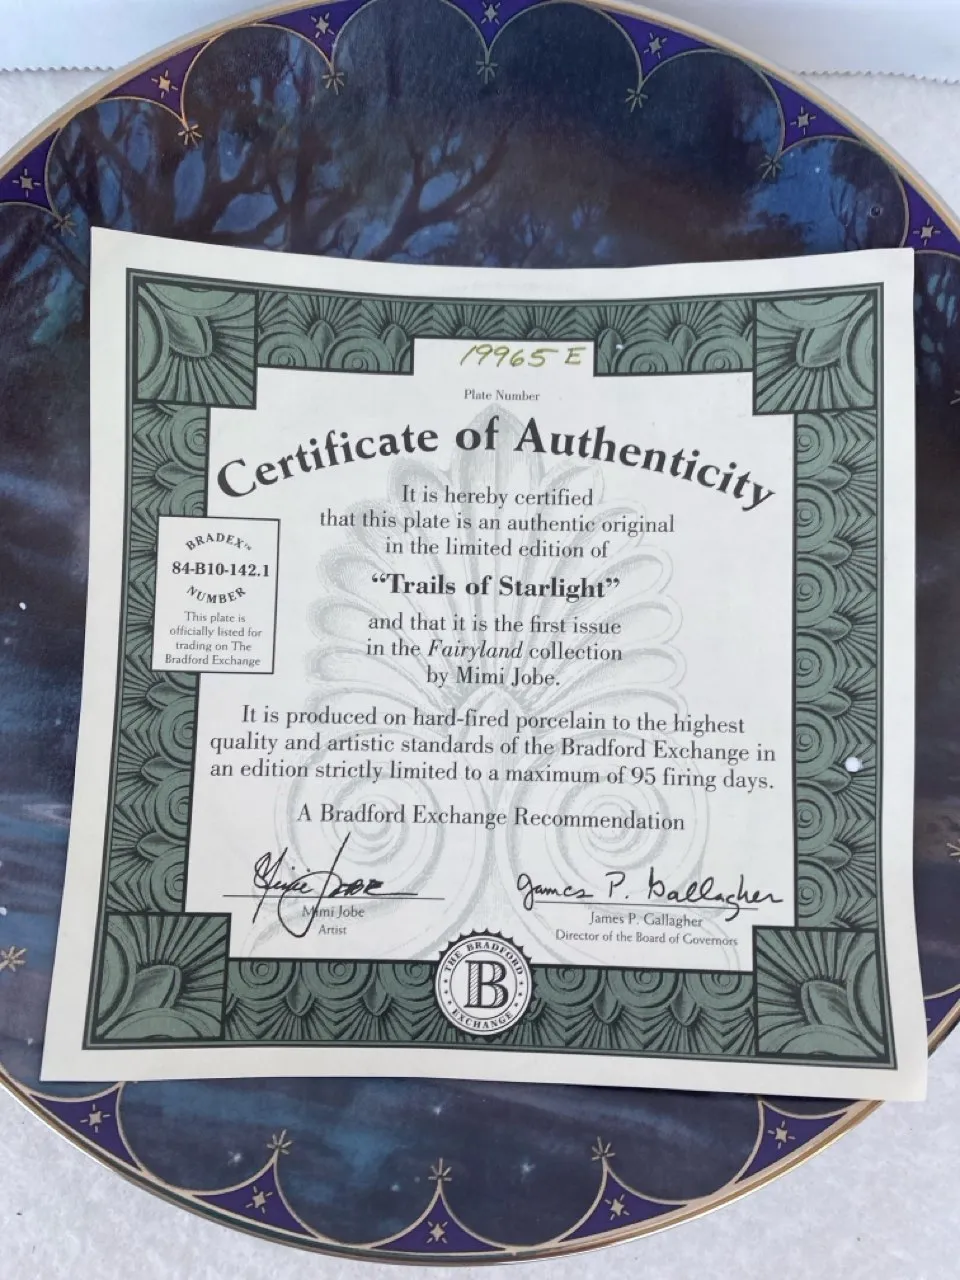 19965 E
Plate Number
Certificate of Authenticity
It is hereby certified
that this plate is an authentic original
in the limited edition of
“Trails of Starlight”
and that it is the first issue
in the Fairyland collection
by Mimi Jobe.
BRADEX™
84-B10-142.1
NUMBER
This plate is
officially listed for
trading on The
Bradford Exchange
It is produced on hard-fired porcelain to the highest
quality and artistic standards of the Bradford Exchange in
an edition strictly limited to a maximum of 95 firing days.
A Bradford Exchange Recommendation
Mimi Jobe
Mimi Jobe
Artist
James P. Gallagher
James P. Gallagher
Director of the Board of Governors
THE BRADFORD
B
EXCHANGE